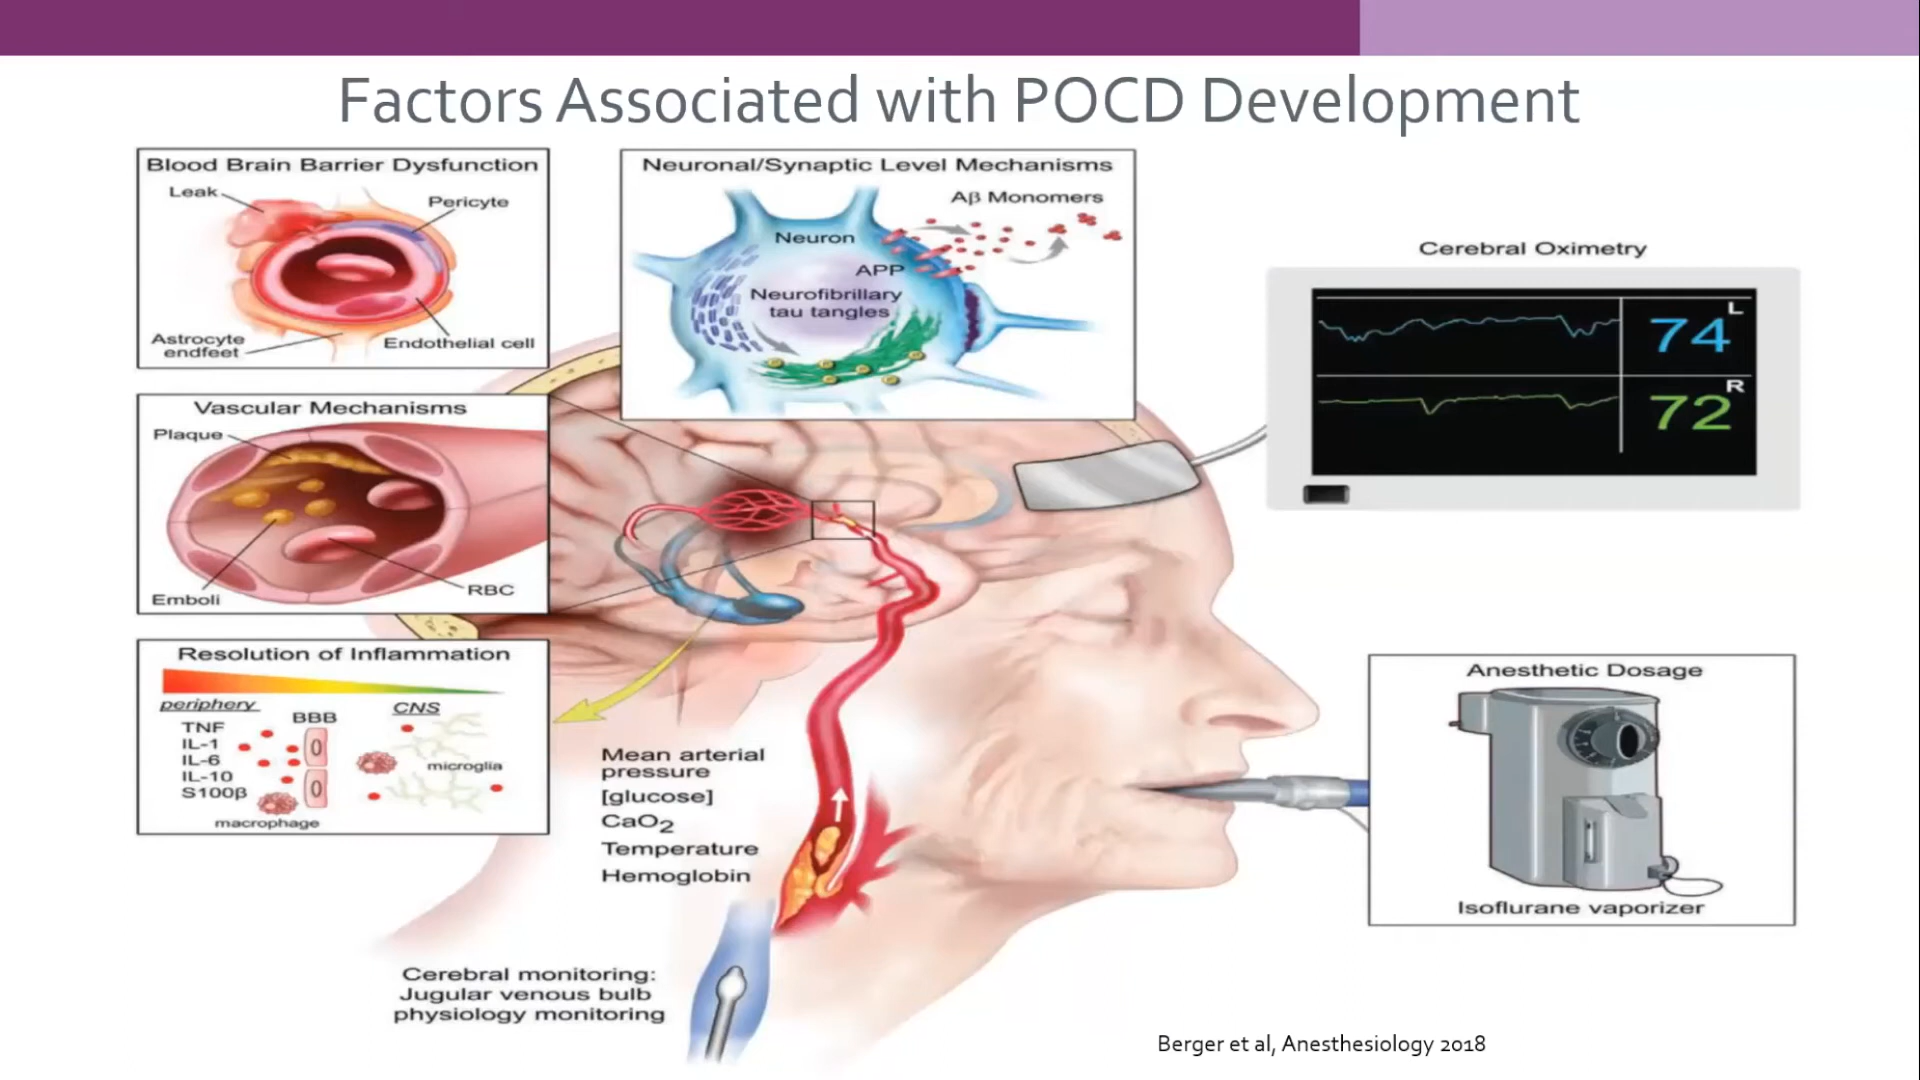 Factors Associated with POCD Development
Blood Brain Barrier Dysfunction
Leak
Pericyte
Astrocyte
endfeet
Endothelial cell
Neuronal/Synaptic Level Mechanisms
Aβ Monomers
Neuron
APP
Neurofibrillary
tau tangles
Cerebral Oximetry
L
74
R
72
Vascular Mechanisms
Plaque
Emboli
RBC
Resolution of Inflammation
periphery
BBB
CNS
TNF
IL-1
IL-6
IL-10
S100β
microglia
macrophage
Mean arterial
pressure
[glucose]
CaO₂
Temperature
Hemoglobin
Anesthetic Dosage
Isoflurane vaporizer
Cerebral monitoring:
Jugular venous bulb
physiology monitoring
Berger et al, Anesthesiology 2018